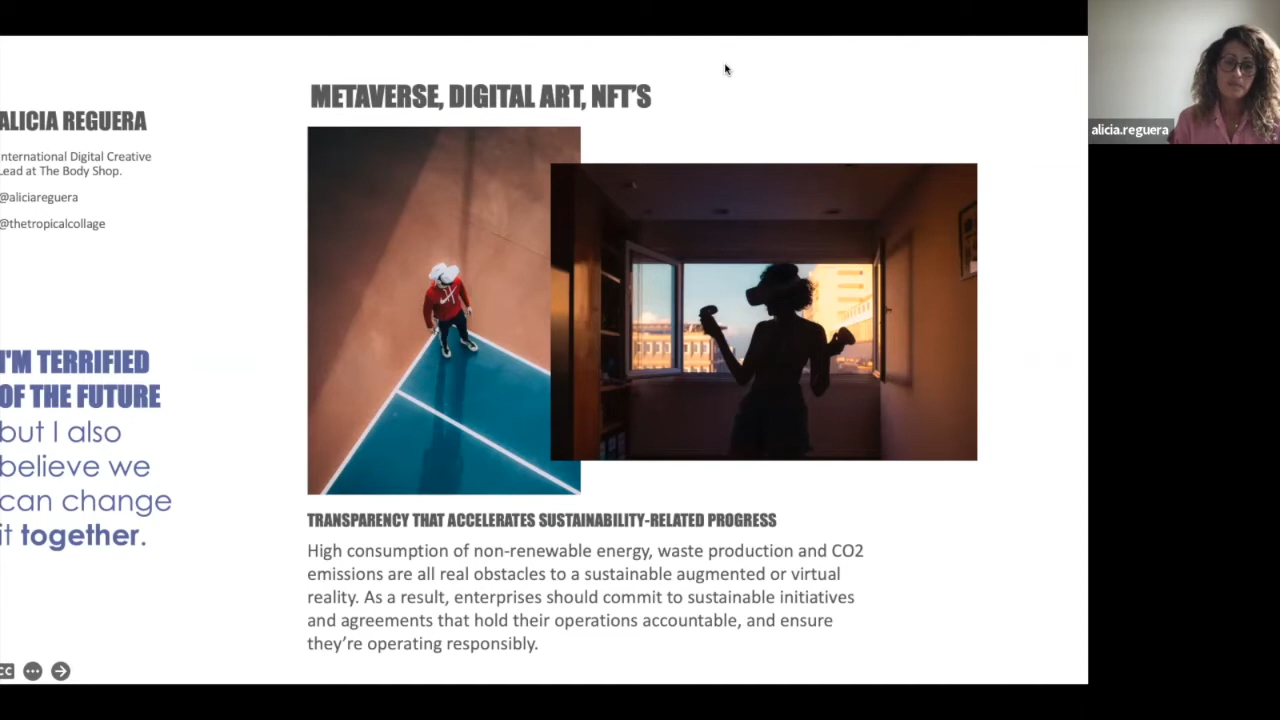 METAVERSE, DIGITAL ART, NFT'S
ALICIA REGUERA
nternational Digital Creative
Lead at The Body Shop.
@aliciareguera
@thetropicalcollage
I'M TERRIFIED
OF THE FUTURE
but I also
believe we
can change
it together.
TRANSPARENCY THAT ACCELERATES SUSTAINABILITY-RELATED PROGRESS
High consumption of non-renewable energy, waste production and CO2
emissions are all real obstacles to a sustainable augmented or virtual
reality. As a result, enterprises should commit to sustainable initiatives
and agreements that hold their operations accountable, and ensure
they're operating responsibly.
CC
alicia.reguera